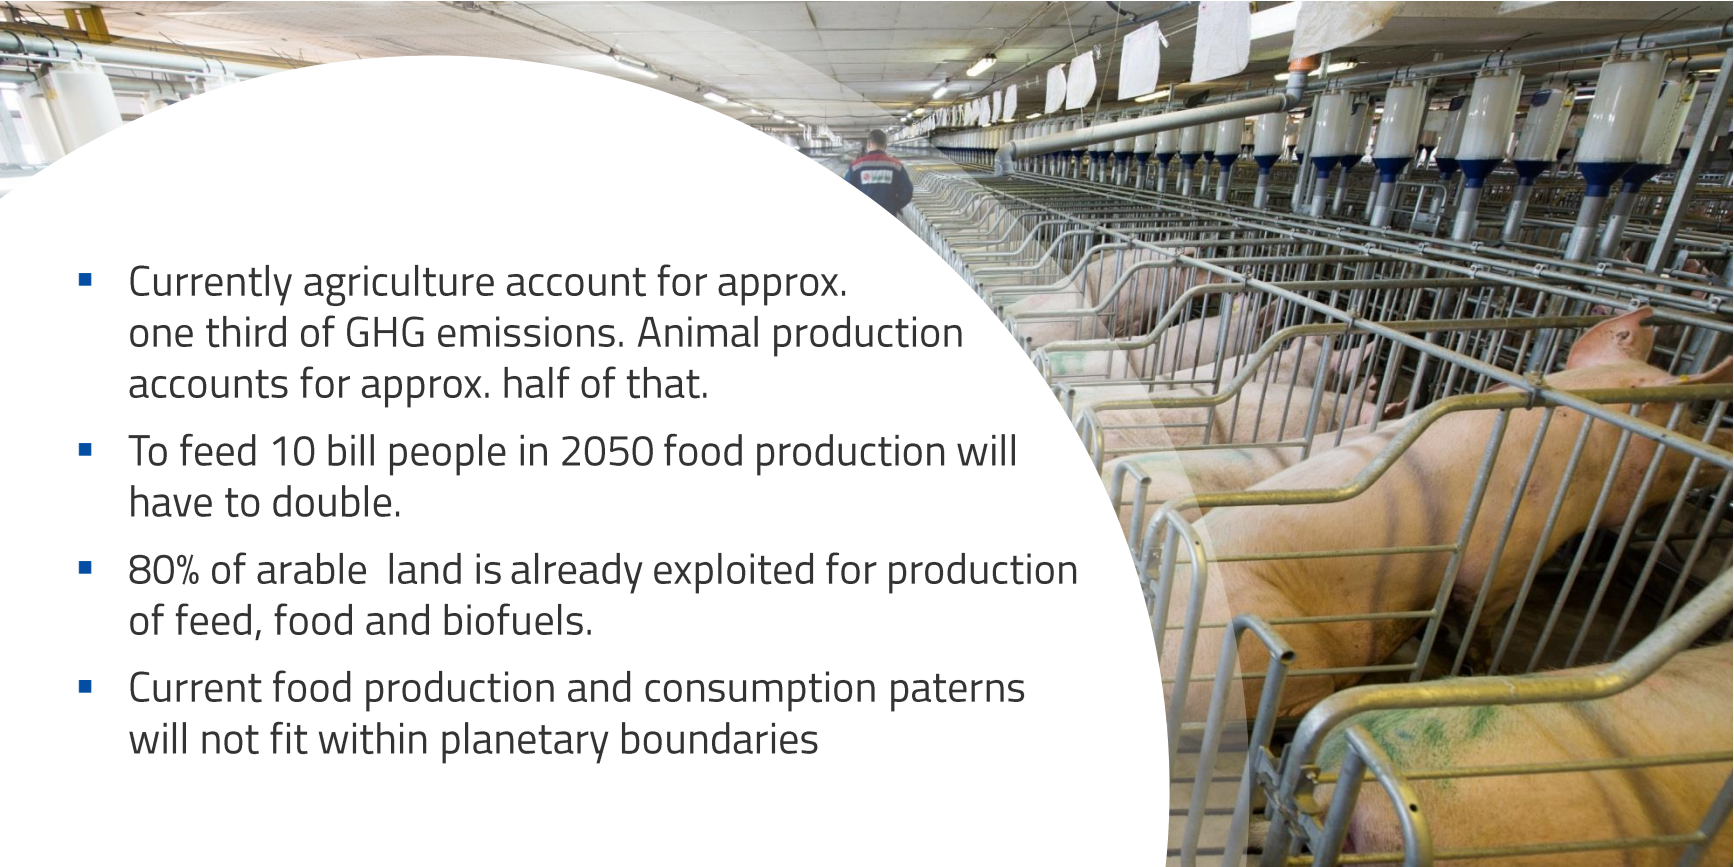 Currently agriculture account for approx.
one third of GHG emissions. Animal production
accounts for approx. half of that.
To feed 10 bill people in 2050 food production will
have to double.
80% of arable  land is already exploited for production
of feed, food and biofuels.
Current food production and consumption paterns
will not fit within planetary boundaries